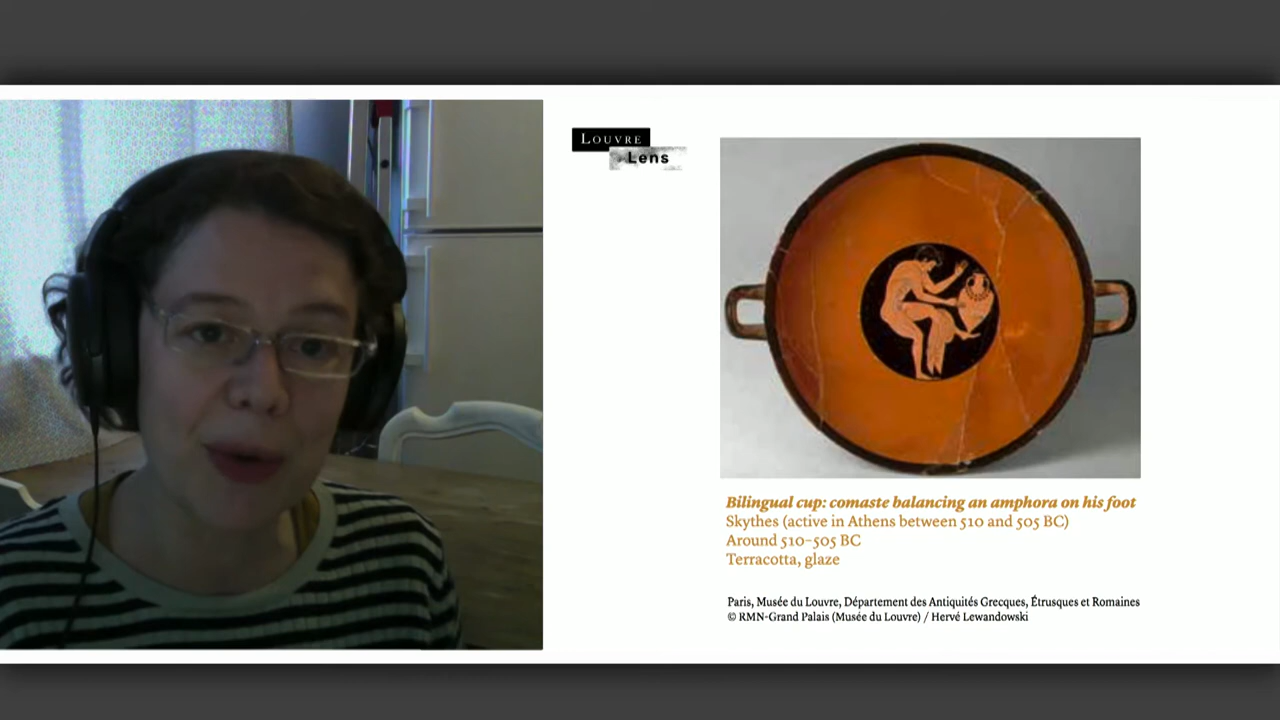 LOUVRE
Lens
Bilingual cup: comaste balancing an amphora on his foot
Skythes (active in Athens between 510 and 505 BC)
Around 510–505 BC
Terracotta, glaze
Paris, Musée du Louvre, Département des Antiquités Grecques, Étrusques et Romaines
© RMN-Grand Palais (Musée du Louvre) / Hervé Lewandowski